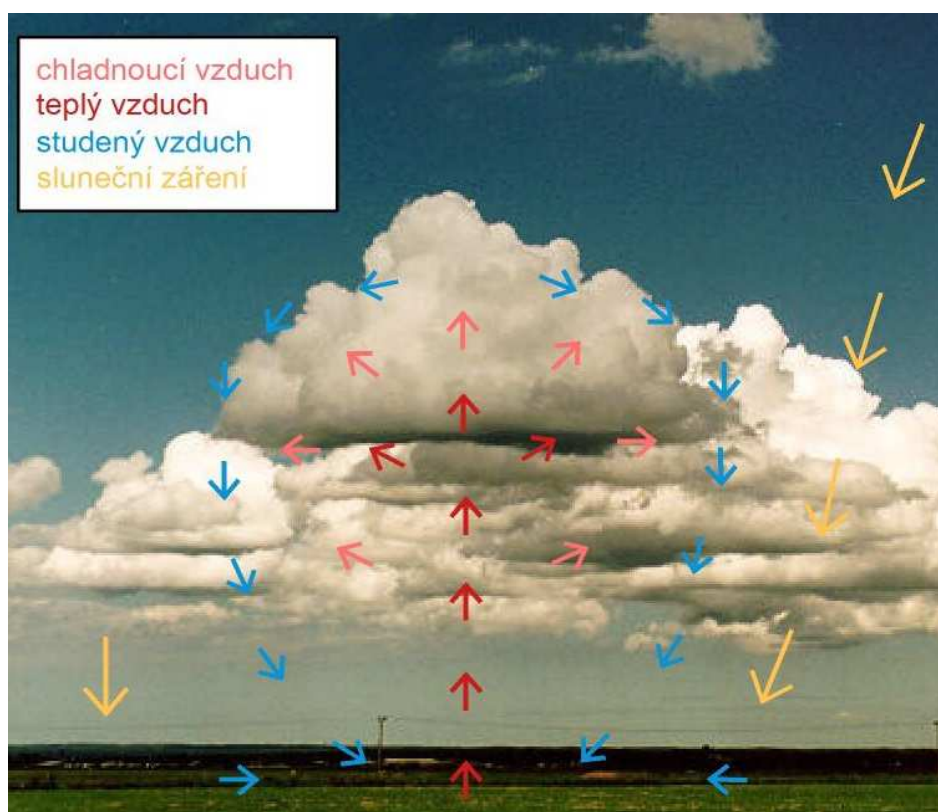 chladnoucí vzduch
teplý vzduch
studený vzduch
sluneční záření